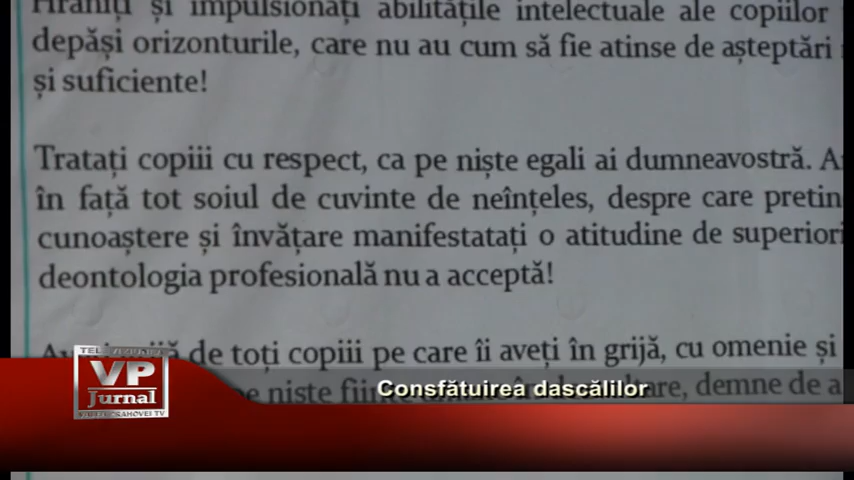 Hrăniți și impulsionați abilitățile intelectuale ale copiilor
depăși orizonturile, care nu au cum să fie atinse de așteptări
și suficiente!
Tratați copiii cu respect, ca pe niște egali ai dumneavostră.
în față tot soiul de cuvinte de neînțeles, despre care pretin
cunoaștere și învățare manifestatați o atitudine de superiori
deontologia profesională nu a acceptă!
de toți copiii pe care îi aveți în grijă, cu omenie și
pe niște demne de a
Consfătuirea dascălilor
VP
Jurnal